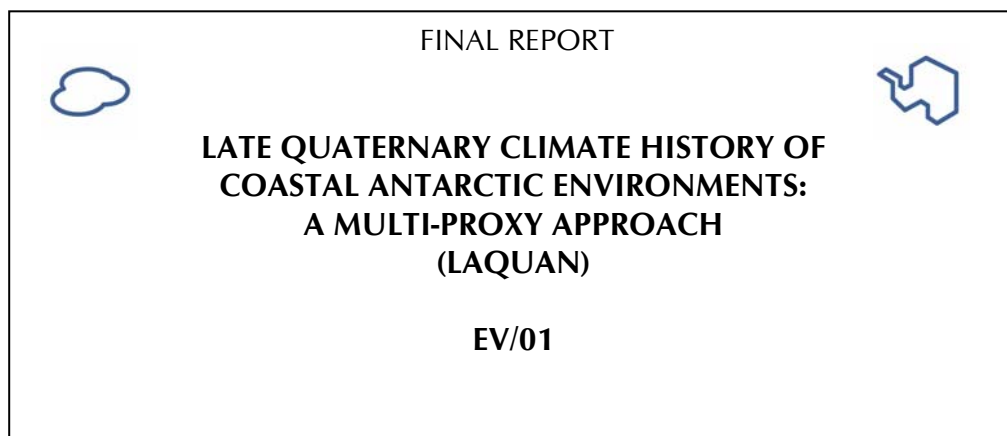 FINAL REPORT
LATE QUATERNARY CLIMATE HISTORY OF
COASTAL ANTARCTIC ENVIRONMENTS:
A MULTI-PROXY APPROACH
(LAQUAN)
EV/01